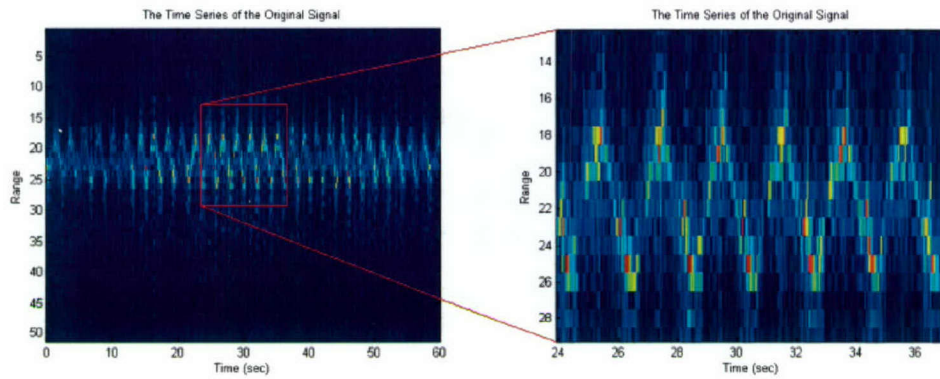 The Time Series of the Original Signal
5
10
15
20
25
30
35
40
45
50
Range
0 10 20 30 40 50 60
Time (sec)
The Time Series of the Original Signal
14
16
18
20
22
24
26
28
Range
24 26 28 30 32 34 36
Time (sec)